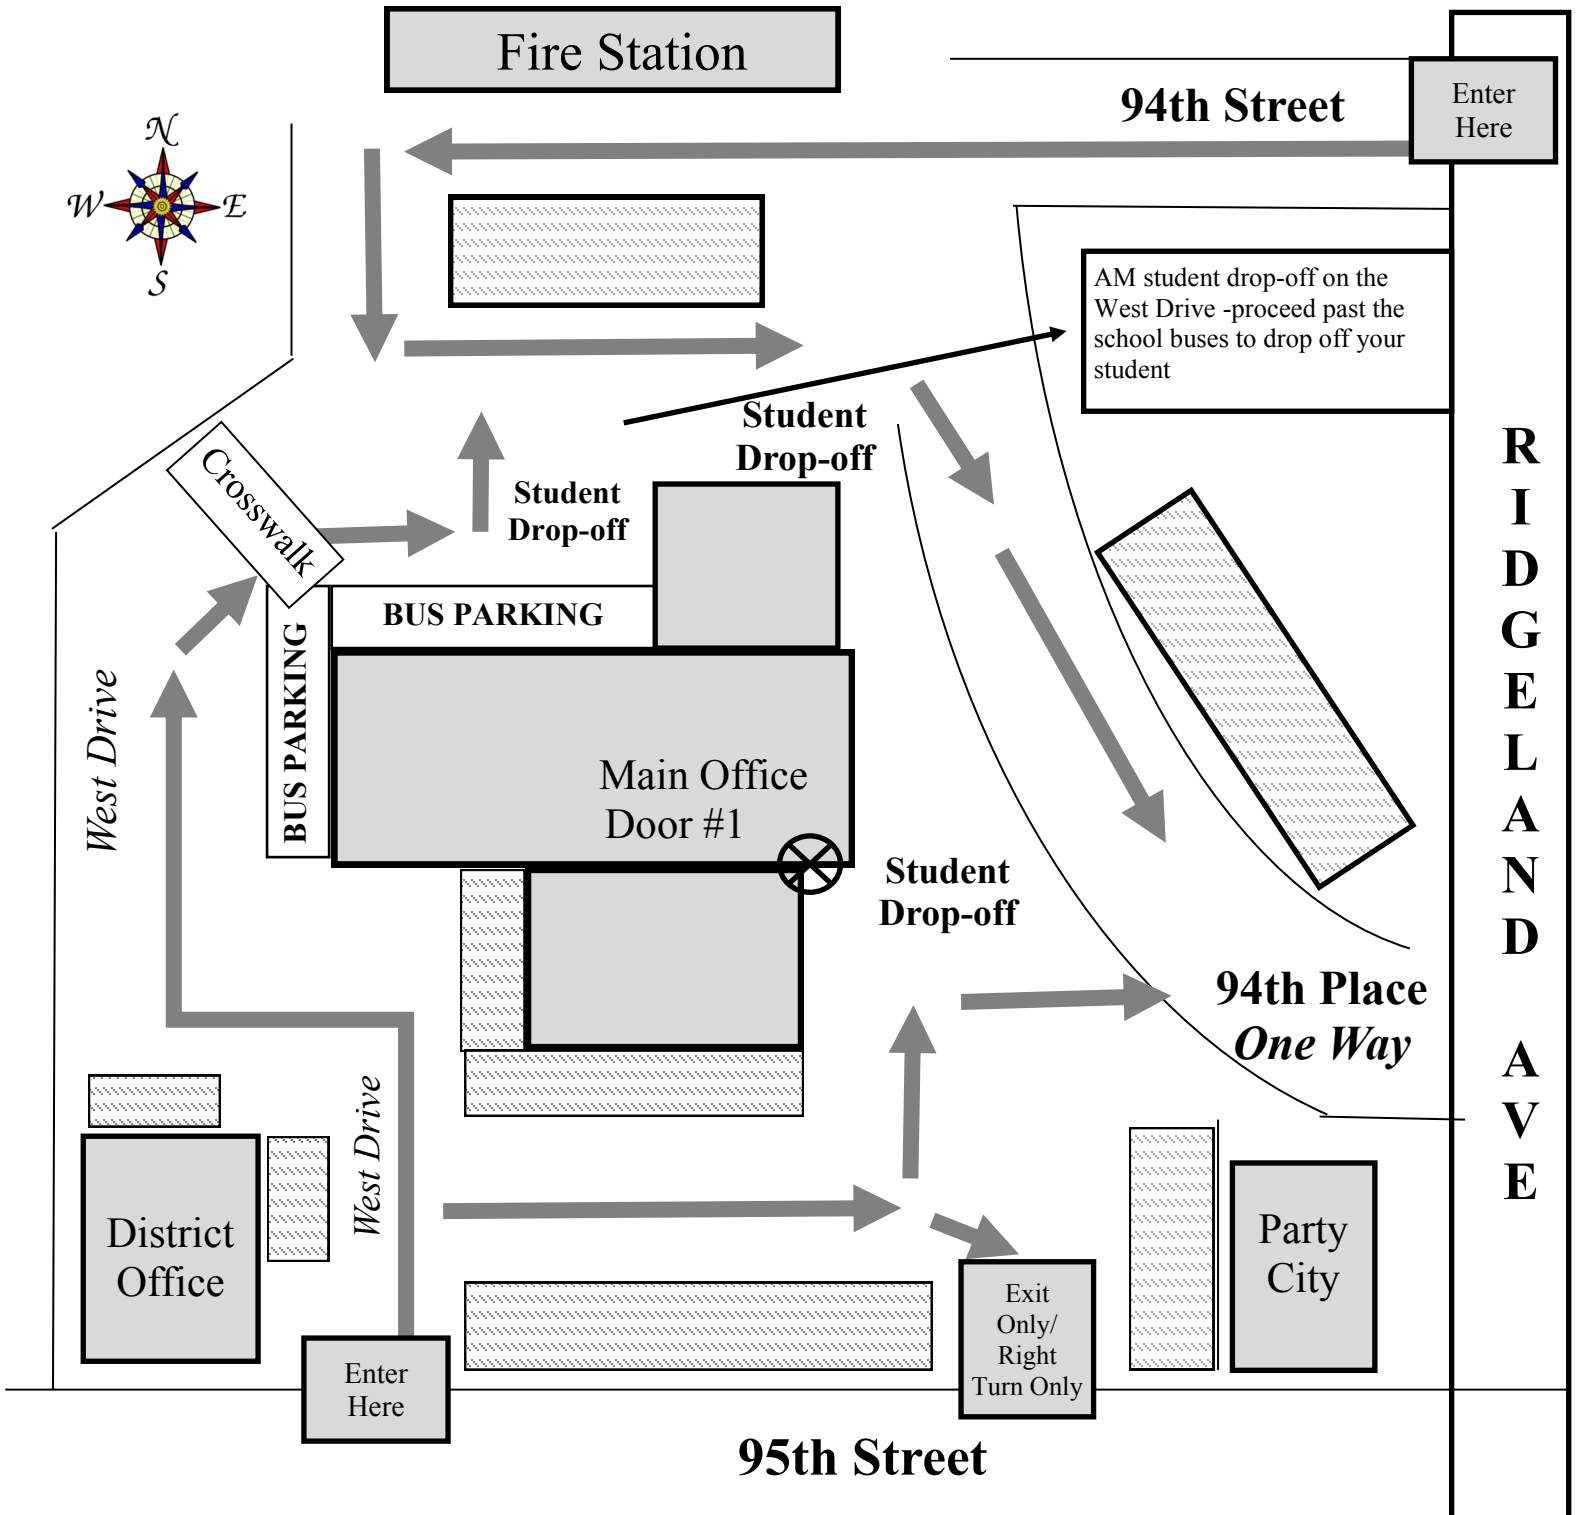 Fire Station
94th Street
Enter
Here
N
W
E
S
AM student drop-off on the
West Drive -proceed past the
school buses to drop off your
student
Student
Drop-off
Crosswalk
Student
Drop-off
BUS PARKING
BUS PARKING
West Drive
Main Office
Door #1
Student
Drop-off
RIDGELAND AVE
94th Place
One Way
West Drive
District
Office
Party
City
Exit
Only/
Right
Turn Only
Enter
Here
95th Street